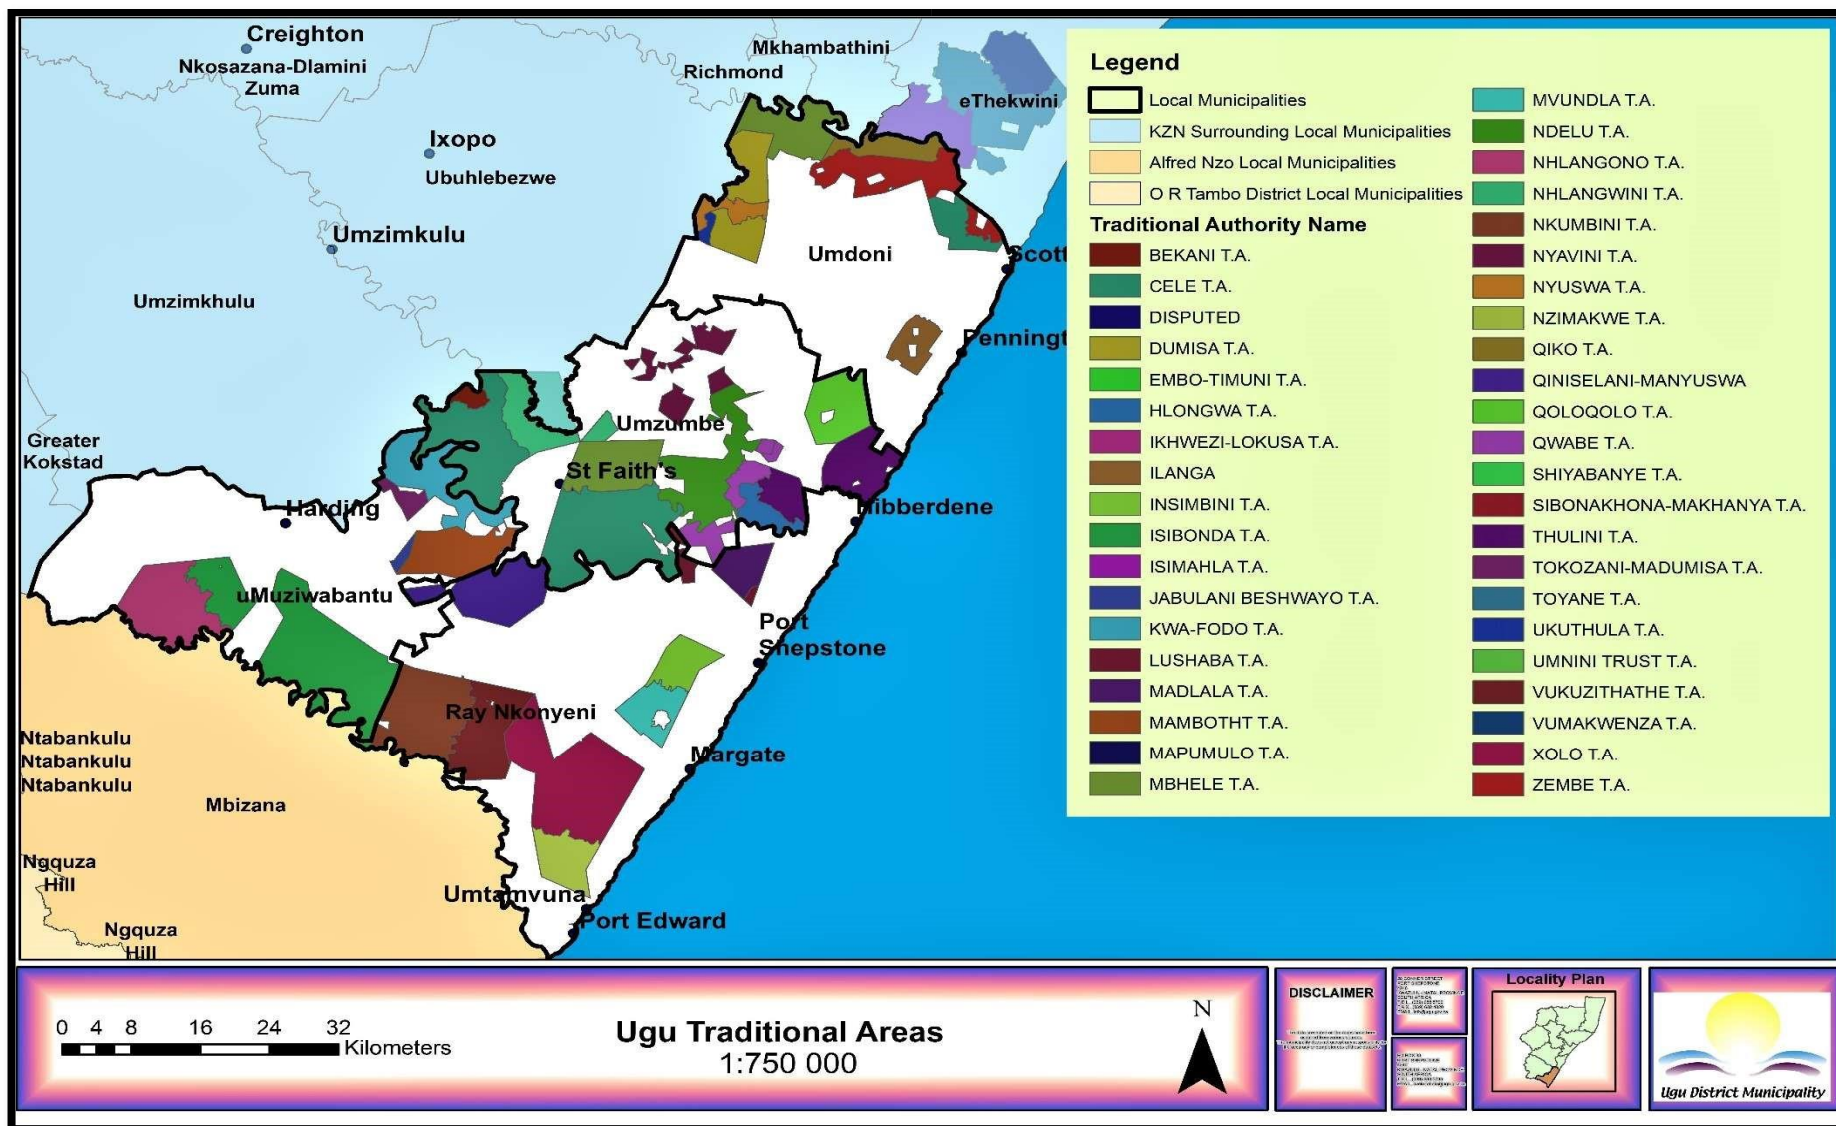 Creighton
Nkosazana-Dlamini
Zuma
Mkhambathini
Richmond
eThekwini
Ixopo
Ubuhlebezwe
Umzimkulu
Umzimkhulu
Umdoni
Scott
Penningt
Umzumbe
Greater
Kokstad
St Faith's
Harding
Hibberdene
uMuziwabantu
Port
Shepstone
Ray Nkonyeni
Ntabankulu
Ntabankulu
Ntabankulu
Margate
Mbizana
Ngquza
Hill
Umtamvuna
Port Edward
Ngquza
Hill
Legend
Local Municipalities
KZN Surrounding Local Municipalities
Alfred Nzo Local Municipalities
O R Tambo District Local Municipalities
Traditional Authority Name
BEKANI T.A.
CELE T.A.
DISPUTED
DUMISA T.A.
EMBO-TIMUNI T.A.
HLONGWA T.A.
IKHWEZI-LOKUSA T.A.
ILANGA
INSIMBINI T.A.
ISIBONDA T.A.
ISIMAHLA T.A.
JABULANI BESHWAYO T.A.
KWA-FODO T.A.
LUSHABA T.A.
MADLALA T.A.
MAMBOTHT T.A.
MAPUMULO T.A.
MBHELE T.A.
MVUNDLA T.A.
NDELU T.A.
NHLANGONO T.A.
NHLANGWINI T.A.
NKUMBINI T.A.
NYAVINI T.A.
NYUSWA T.A.
NZIMAKWE T.A.
QIKO T.A.
QINISELANI-MANYUSWA
QOLOQOLO T.A.
QWABE T.A.
SHIYABANYE T.A.
SIBONAKHONA-MAKHANYA T.A.
THULINI T.A.
TOKOZANI-MADUMISA T.A.
TOYANE T.A.
UKUTHULA T.A.
UMNINI TRUST T.A.
VUKUZITHATHE T.A.
VUMAKWENZA T.A.
XOLO T.A.
ZEMBE T.A.
0 4 8 16 24 32
Kilometers
Ugu Traditional Areas
1:750 000
N
DISCLAIMER
Locality Plan
Ugu District Municipality